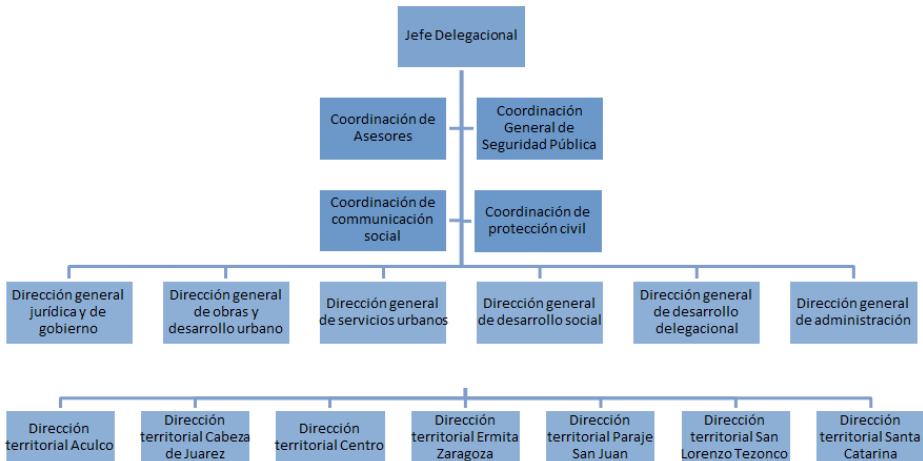 Jefe Delegacional
Coordinación de
Asesores
Coordinación
General de
Seguridad Pública
Coordinación de
communicación
social
Coordinación de
protección civil
Dirección general
jurídica y de
gobierno
Dirección general
de obras y
desarrollo urbano
Dirección general
de servicios urbanos
Dirección general
de desarrollo social
Dirección general
de desarrollo
delegacional
Dirección general
de administración
Dirección
territorial Aculco
Dirección
territorial Cabeza
de Juarez
Dirección
territorial Centro
Dirección
territorial Ermita
Zaragoza
Dirección
territorial Paraje
San Juan
Dirección
territorial San
Lorenzo Tezonco
Dirección
territorial Santa
Catarina